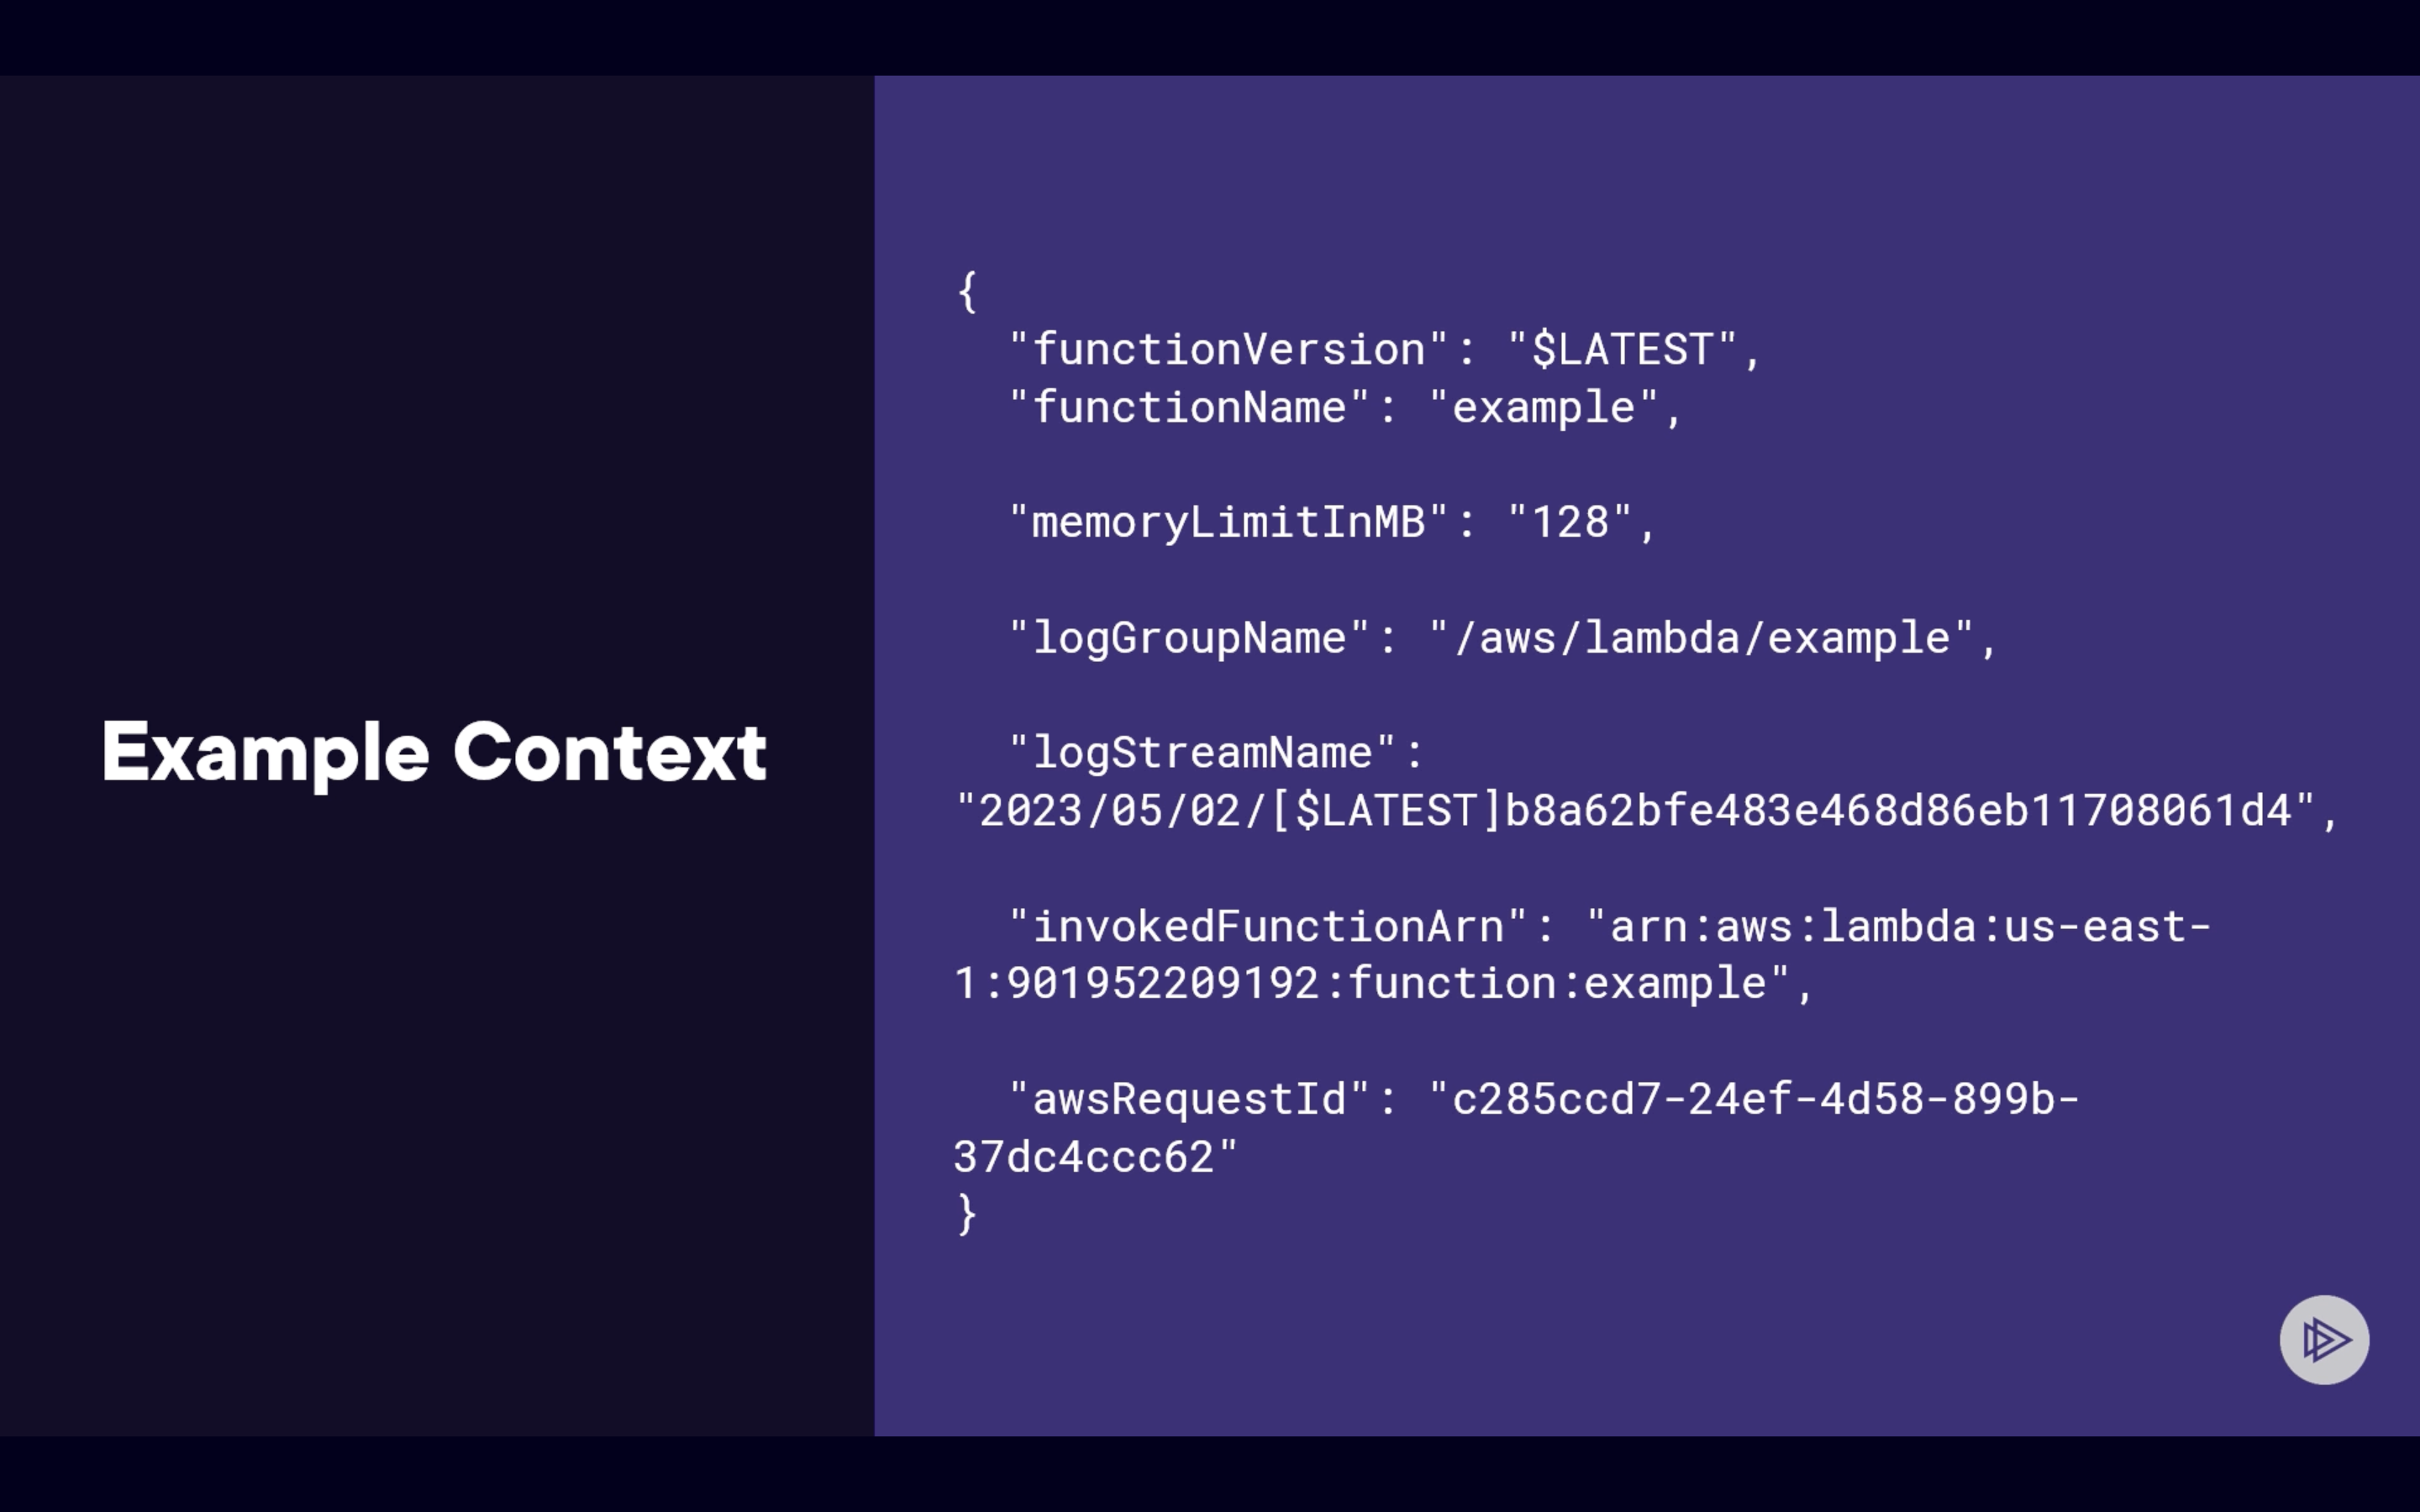 Example Context
{
"functionVersion": "$LATEST",
"functionName": "example",
"memoryLimitInMB": "128",
"logGroupName": "/aws/lambda/example",
"logStreamName":
"2023/05/02/[$LATEST]b8a62bfe483e468d86eb11708061d4",
"invokedFunctionArn": "arn:aws:lambda:us-east-
1:901952209192:function:example",
"awsRequestId": "c285ccd7-24ef-4d58-899b-
37dc4ccc62"
}